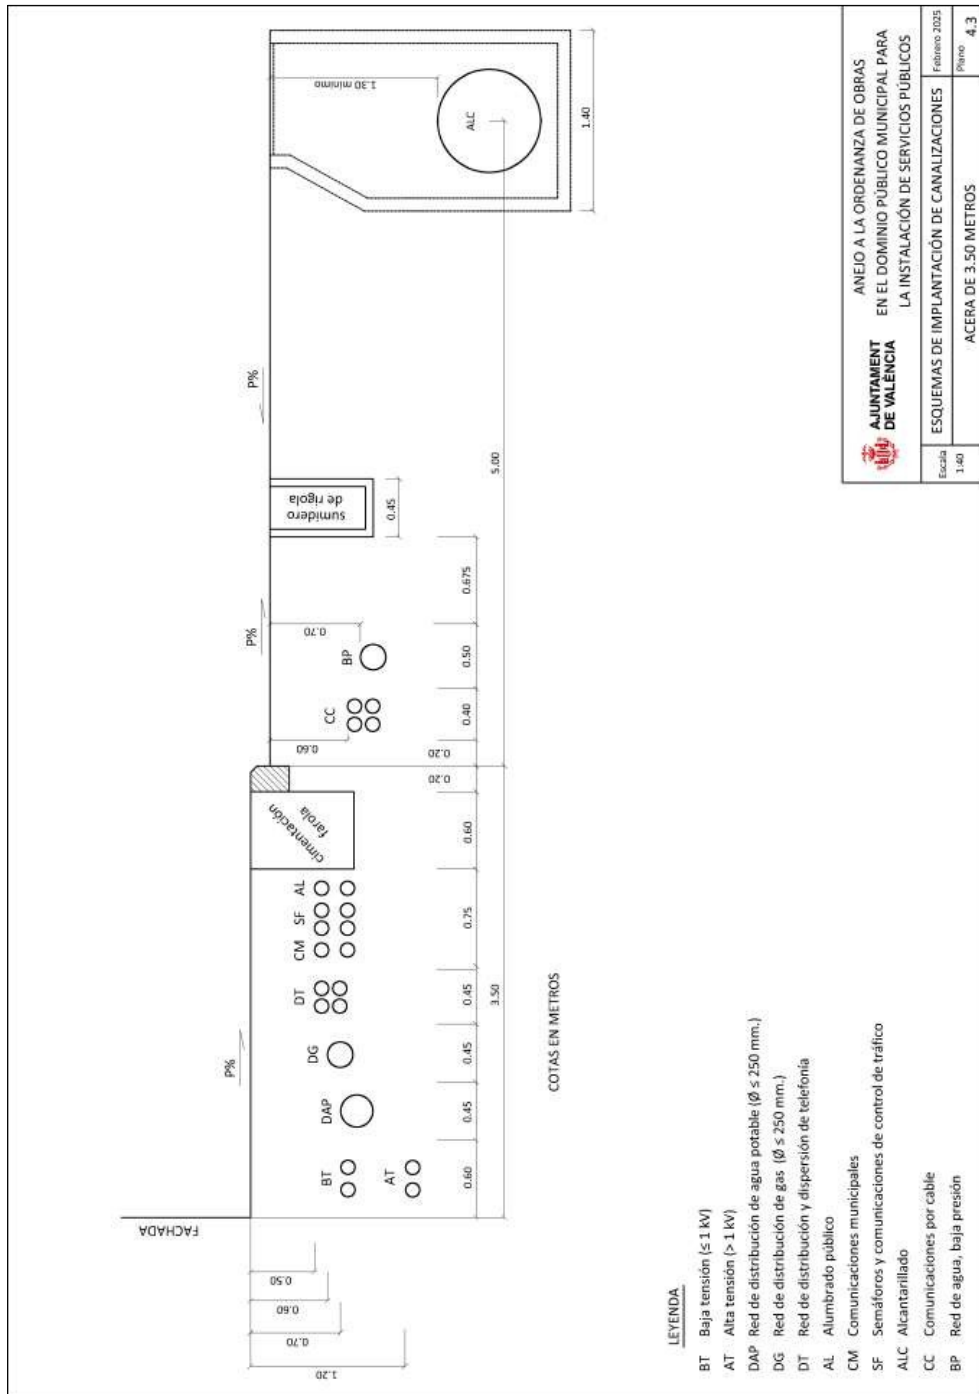 FACHADA
P%
P%
P%
BT
AT
DAP
DG
DT
CM
SF
AL
cimentación
farola
CC
BP
sumidero
de rigola
ALC
0.50
0.60
0.70
1.20
0.60
0.70
1.30 mínimo
0.60
0.45
0.45
0.45
0.75
0.60
0.20
0.20
0.40
0.50
0.675
0.45
1.40
3.50
5.00
COTAS EN METROS
LEYENDA
BT Baja tensión (≤ 1 kV)
AT Alta tensión (> 1 kV)
DAP Red de distribución de agua potable (Ø ≤ 250 mm.)
DG Red de distribución de gas (Ø ≤ 250 mm.)
DT Red de distribución y dispersión de telefonía
AL Alumbrado público
CM Comunicaciones municipales
SF Semáforos y comunicaciones de control de tráfico
ALC Alcantarillado
CC Comunicaciones por cable
BP Red de agua, baja presión
AJUNTAMENT
DE VALÈNCIA
ANEJO A LA ORDENANZA DE OBRAS
EN EL DOMINIO PÚBLICO MUNICIPAL PARA
LA INSTALACIÓN DE SERVICIOS PÚBLICOS
Escala
1:40
ESQUEMAS DE IMPLANTACIÓN DE CANALIZACIONES
Febrero 2025
ACERA DE 3.50 METROS
Plano 4.3